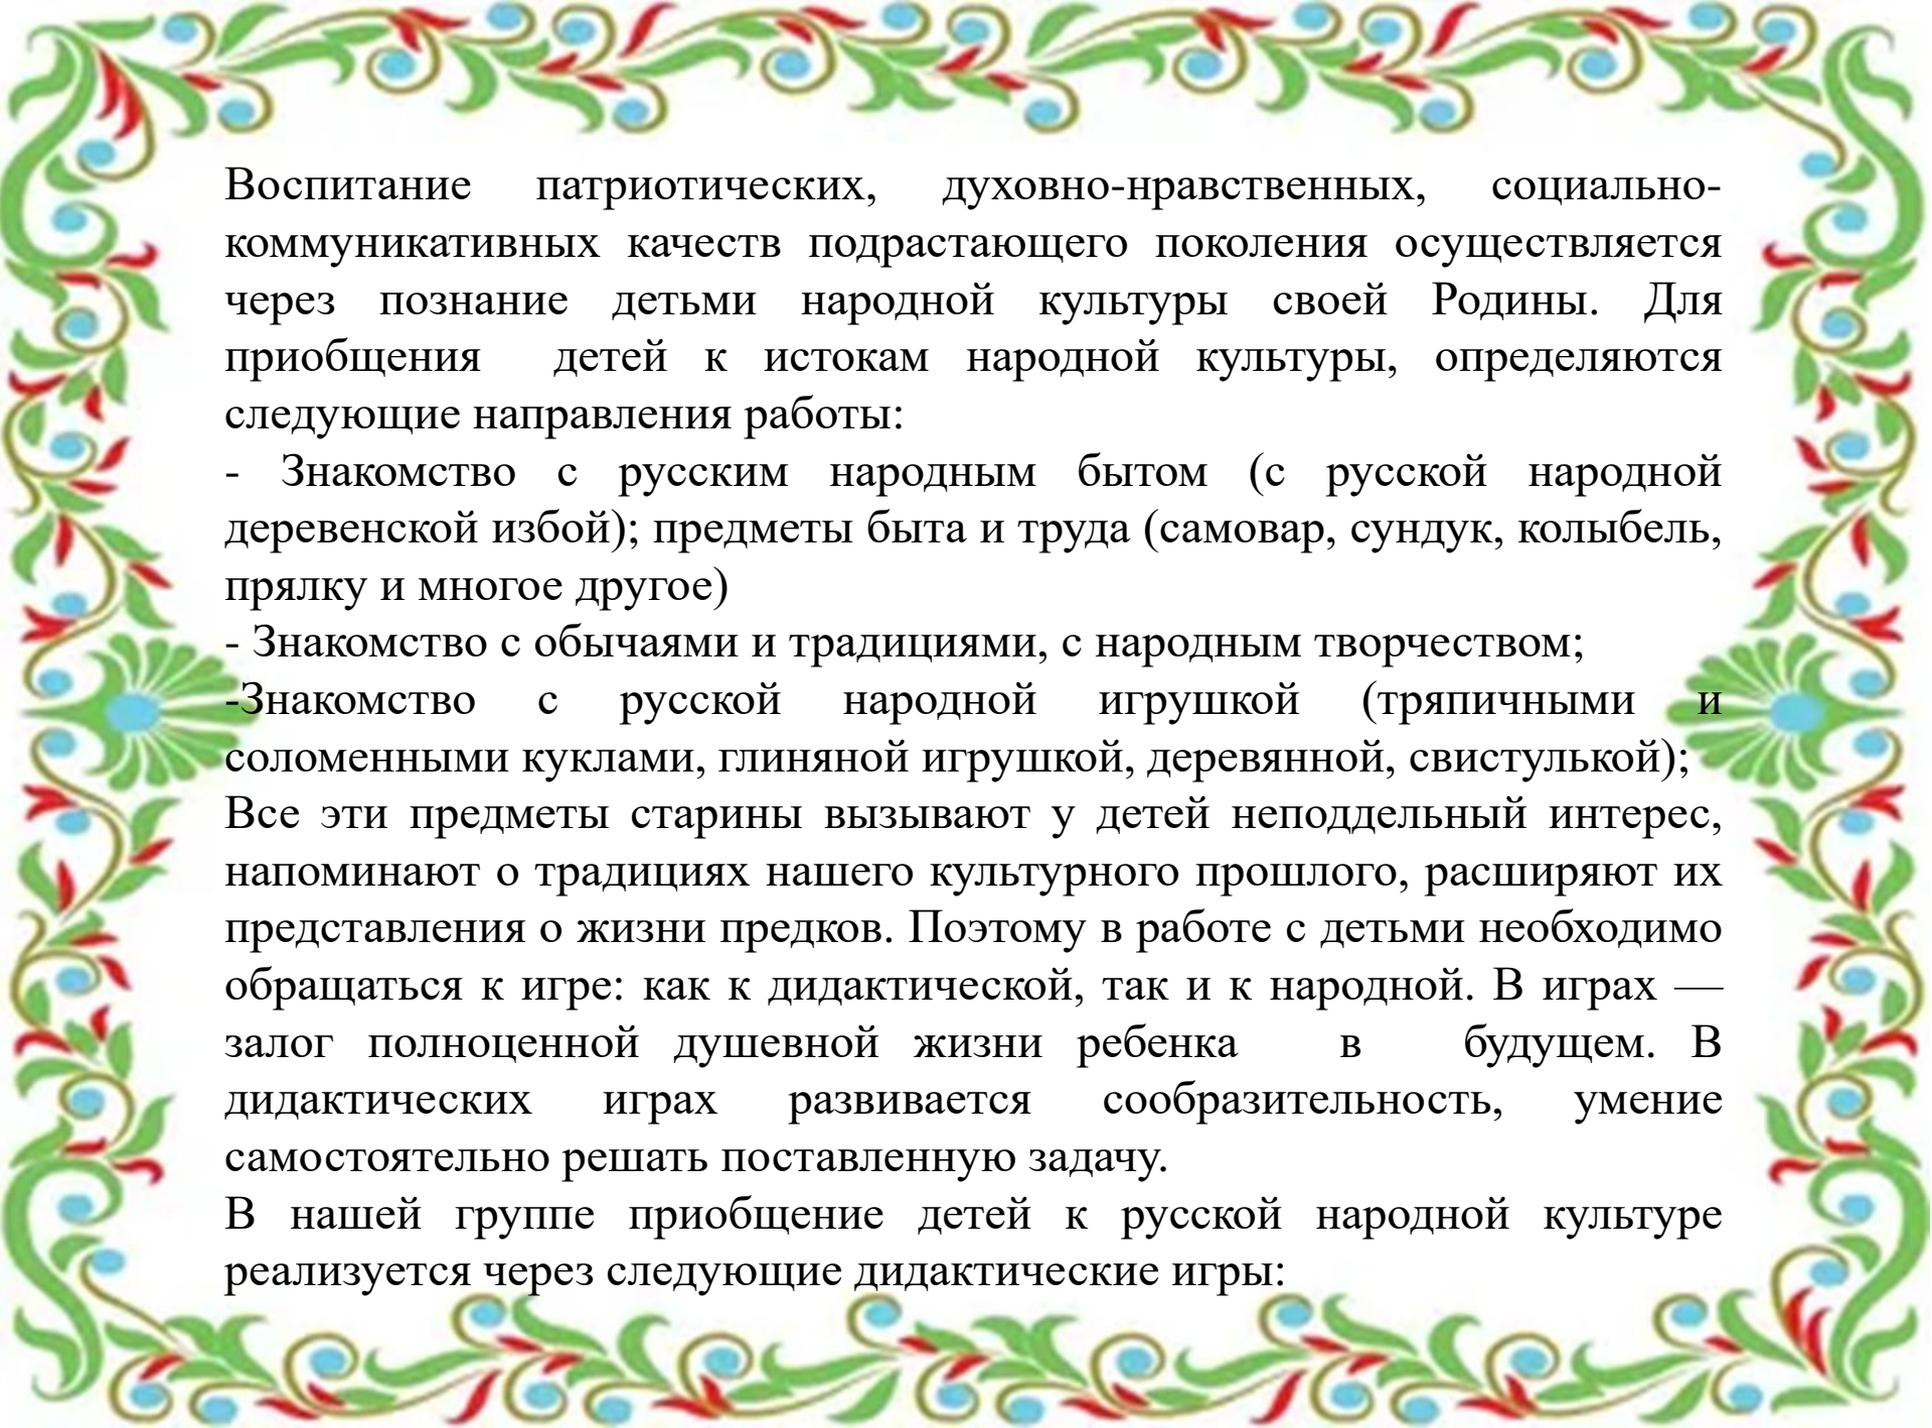 Воспитание патриотических, духовно-нравственных, социально-
коммуникативных качеств подрастающего поколения осуществляется
через познание детьми народной культуры своей Родины. Для
приобщения детей к истокам народной культуры, определяются
следующие направления работы:
- Знакомство с русским народным бытом (с русской народной
деревенской избой); предметы быта и труда (самовар, сундук, колыбель,
прялку и многое другое)
- Знакомство с обычаями и традициями, с народным творчеством;
-Знакомство с русской народной игрушкой (тряпичными и
соломенными куклами, глиняной игрушкой, деревянной, свистулькой);
Все эти предметы старины вызывают у детей неподдельный интерес,
напоминают о традициях нашего культурного прошлого, расширяют их
представления о жизни предков. Поэтому в работе с детьми необходимо
обращаться к игре: как к дидактической, так и к народной. В играх —
залог полноценной душевной жизни ребенка в будущем. В
дидактических играх развивается сообразительность, умение
самостоятельно решать поставленную задачу.
В нашей группе приобщение детей к русской народной культуре
реализуется через следующие дидактические игры: